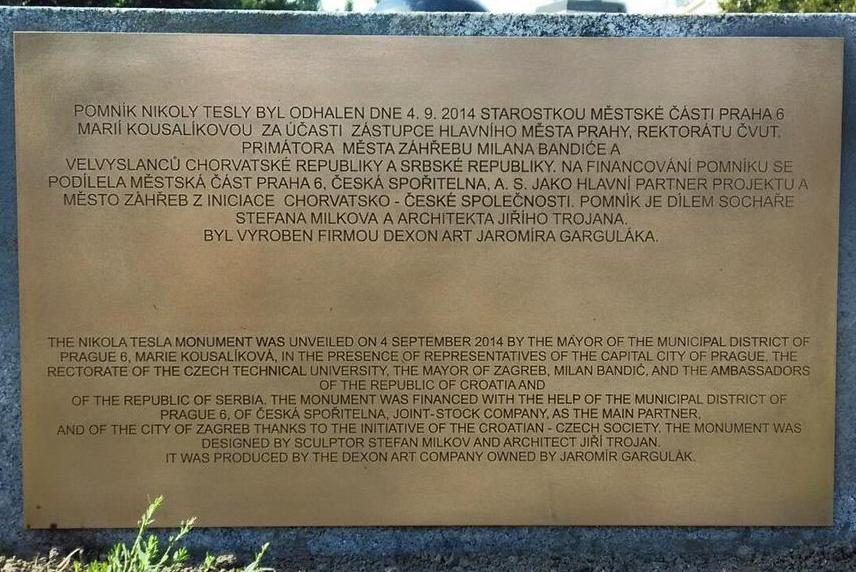 POMNÍK NIKOLY TESLY BYL ODHALEN DNE 4. 9. 2014 STAROSTKOU MĚSTSKÉ ČÁSTI PRAHA 6
MARIÍ KOUSALÍKOVOU ZA ÚČASTI ZÁSTUPCE HLAVNÍHO MĚSTA PRAHY, REKTORÁTU ČVUT,
PRIMÁTORA MĚSTA ZÁHŘEBU MILANA BANDIĆE A
VELVYSLANCŮ CHORVATSKÉ REPUBLIKY A SRBSKÉ REPUBLIKY. NA FINANCOVÁNÍ POMNÍKU SE
PODÍLELA MĚSTSKÁ ČÁST PRAHA 6, ČESKÁ SPOŘITELNA, A. S. JAKO HLAVNÍ PARTNER PROJEKTU A
MĚSTO ZÁHŘEB Z INICIACE CHORVATSKO - ČESKÉ SPOLEČNOSTI. POMNÍK JE DÍLEM SOCHAŘE
STEFANA MILKOVA A ARCHITEKTA JIŘÍHO TROJANA.
BYL VYROBEN FIRMOU DEXON ART JAROMÍRA GARGULÁKA.
THE NIKOLA TESLA MONUMENT WAS UNVEILED ON 4 SEPTEMBER 2014 BY THE MAYOR OF THE MUNICIPAL DISTRICT OF
PRAGUE 6, MARIE KOUSALÍKOVÁ, IN THE PRESENCE OF REPRESENTATIVES OF THE CAPITAL CITY OF PRAGUE, THE
RECTORATE OF THE CZECH TECHNICAL UNIVERSITY, THE MAYOR OF ZAGREB, MILAN BANDIĆ, AND THE AMBASSADORS
OF THE REPUBLIC OF CROATIA AND
OF THE REPUBLIC OF SERBIA. THE MONUMENT WAS FINANCED WITH THE HELP OF THE MUNICIPAL DISTRICT OF
PRAGUE 6, OF ČESKÁ SPOŘITELNA, JOINT-STOCK COMPANY, AS THE MAIN PARTNER,
AND OF THE CITY OF ZAGREB THANKS TO THE INITIATIVE OF THE CROATIAN - CZECH SOCIETY. THE MONUMENT WAS
DESIGNED BY SCULPTOR STEFAN MILKOV AND ARCHITECT JIŘÍ TROJAN.
IT WAS PRODUCED BY THE DEXON ART COMPANY OWNED BY JAROMÍR GARGULÁK.